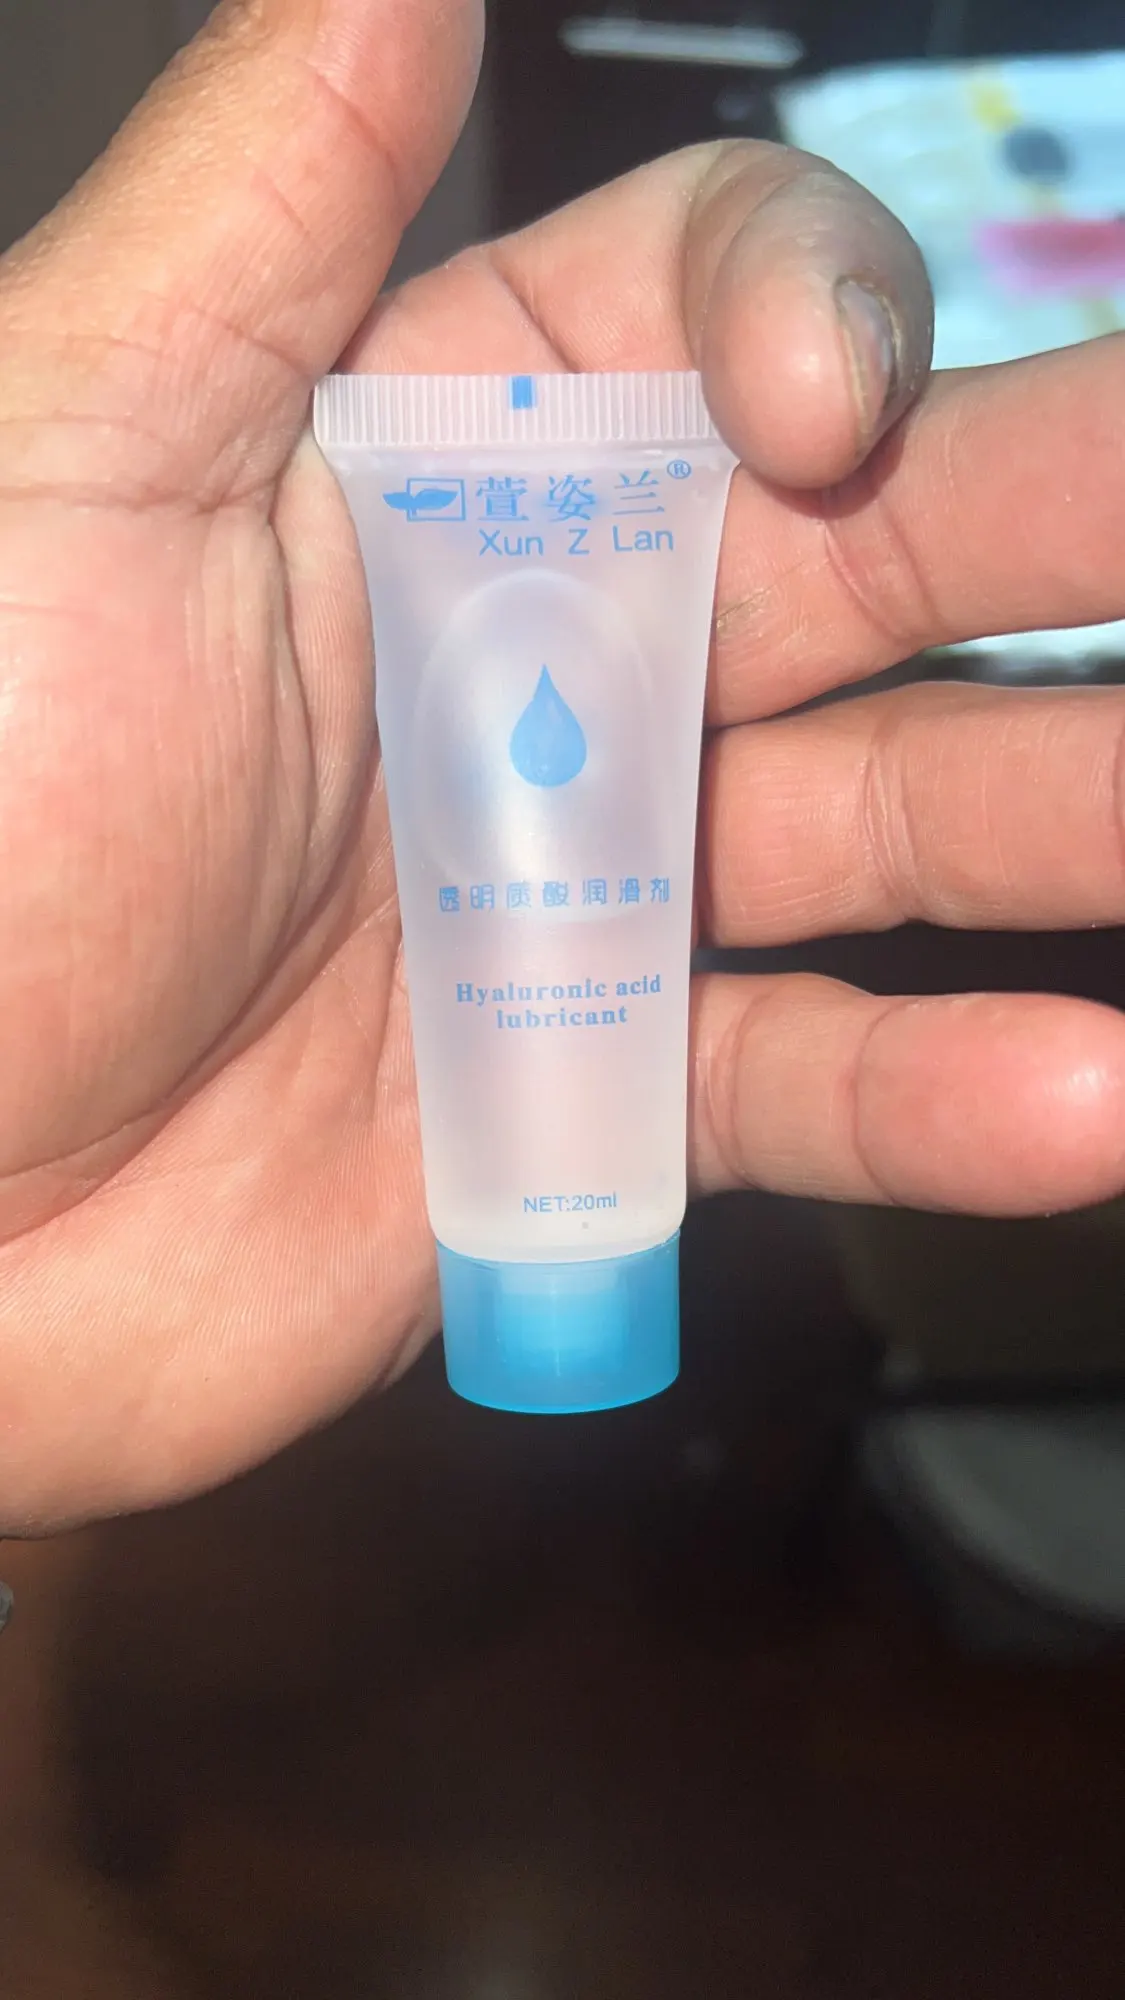 萱姿兰®
Xun Z Lan
透明质酸润滑剂
Hyaluronic acid
lubricant
NET:20ml